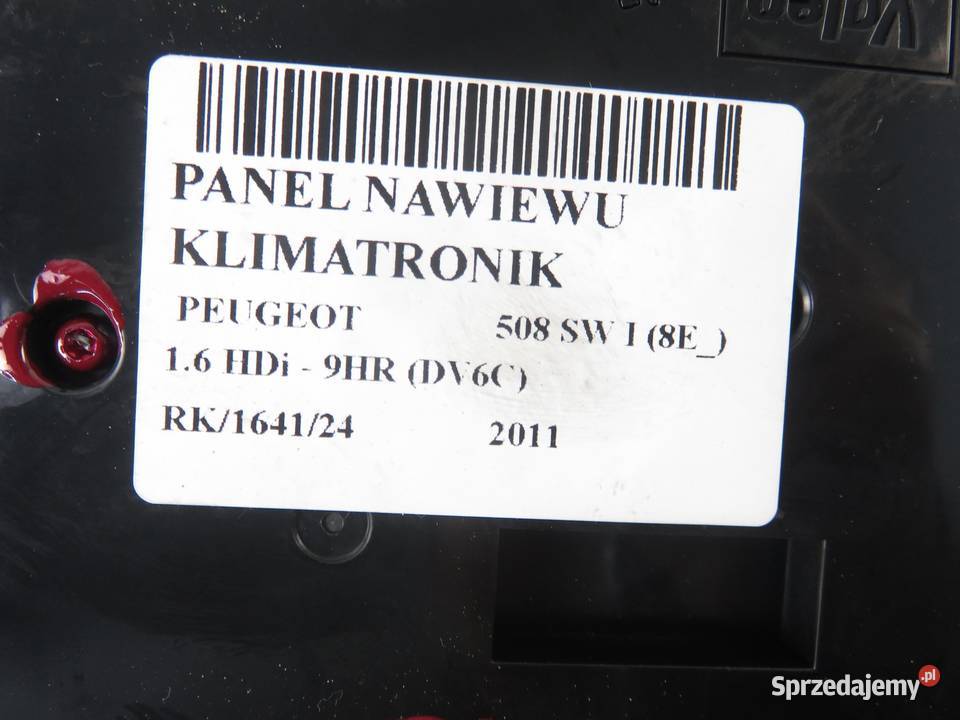 Valeo
PANEL NAWIEWU
KLIMATRONIK
PEUGEOT 508 SW I (8E_)
1.6 HDi - 9HR (DV6C)
RK/1641/24 2011
Sprzedajemy.pl